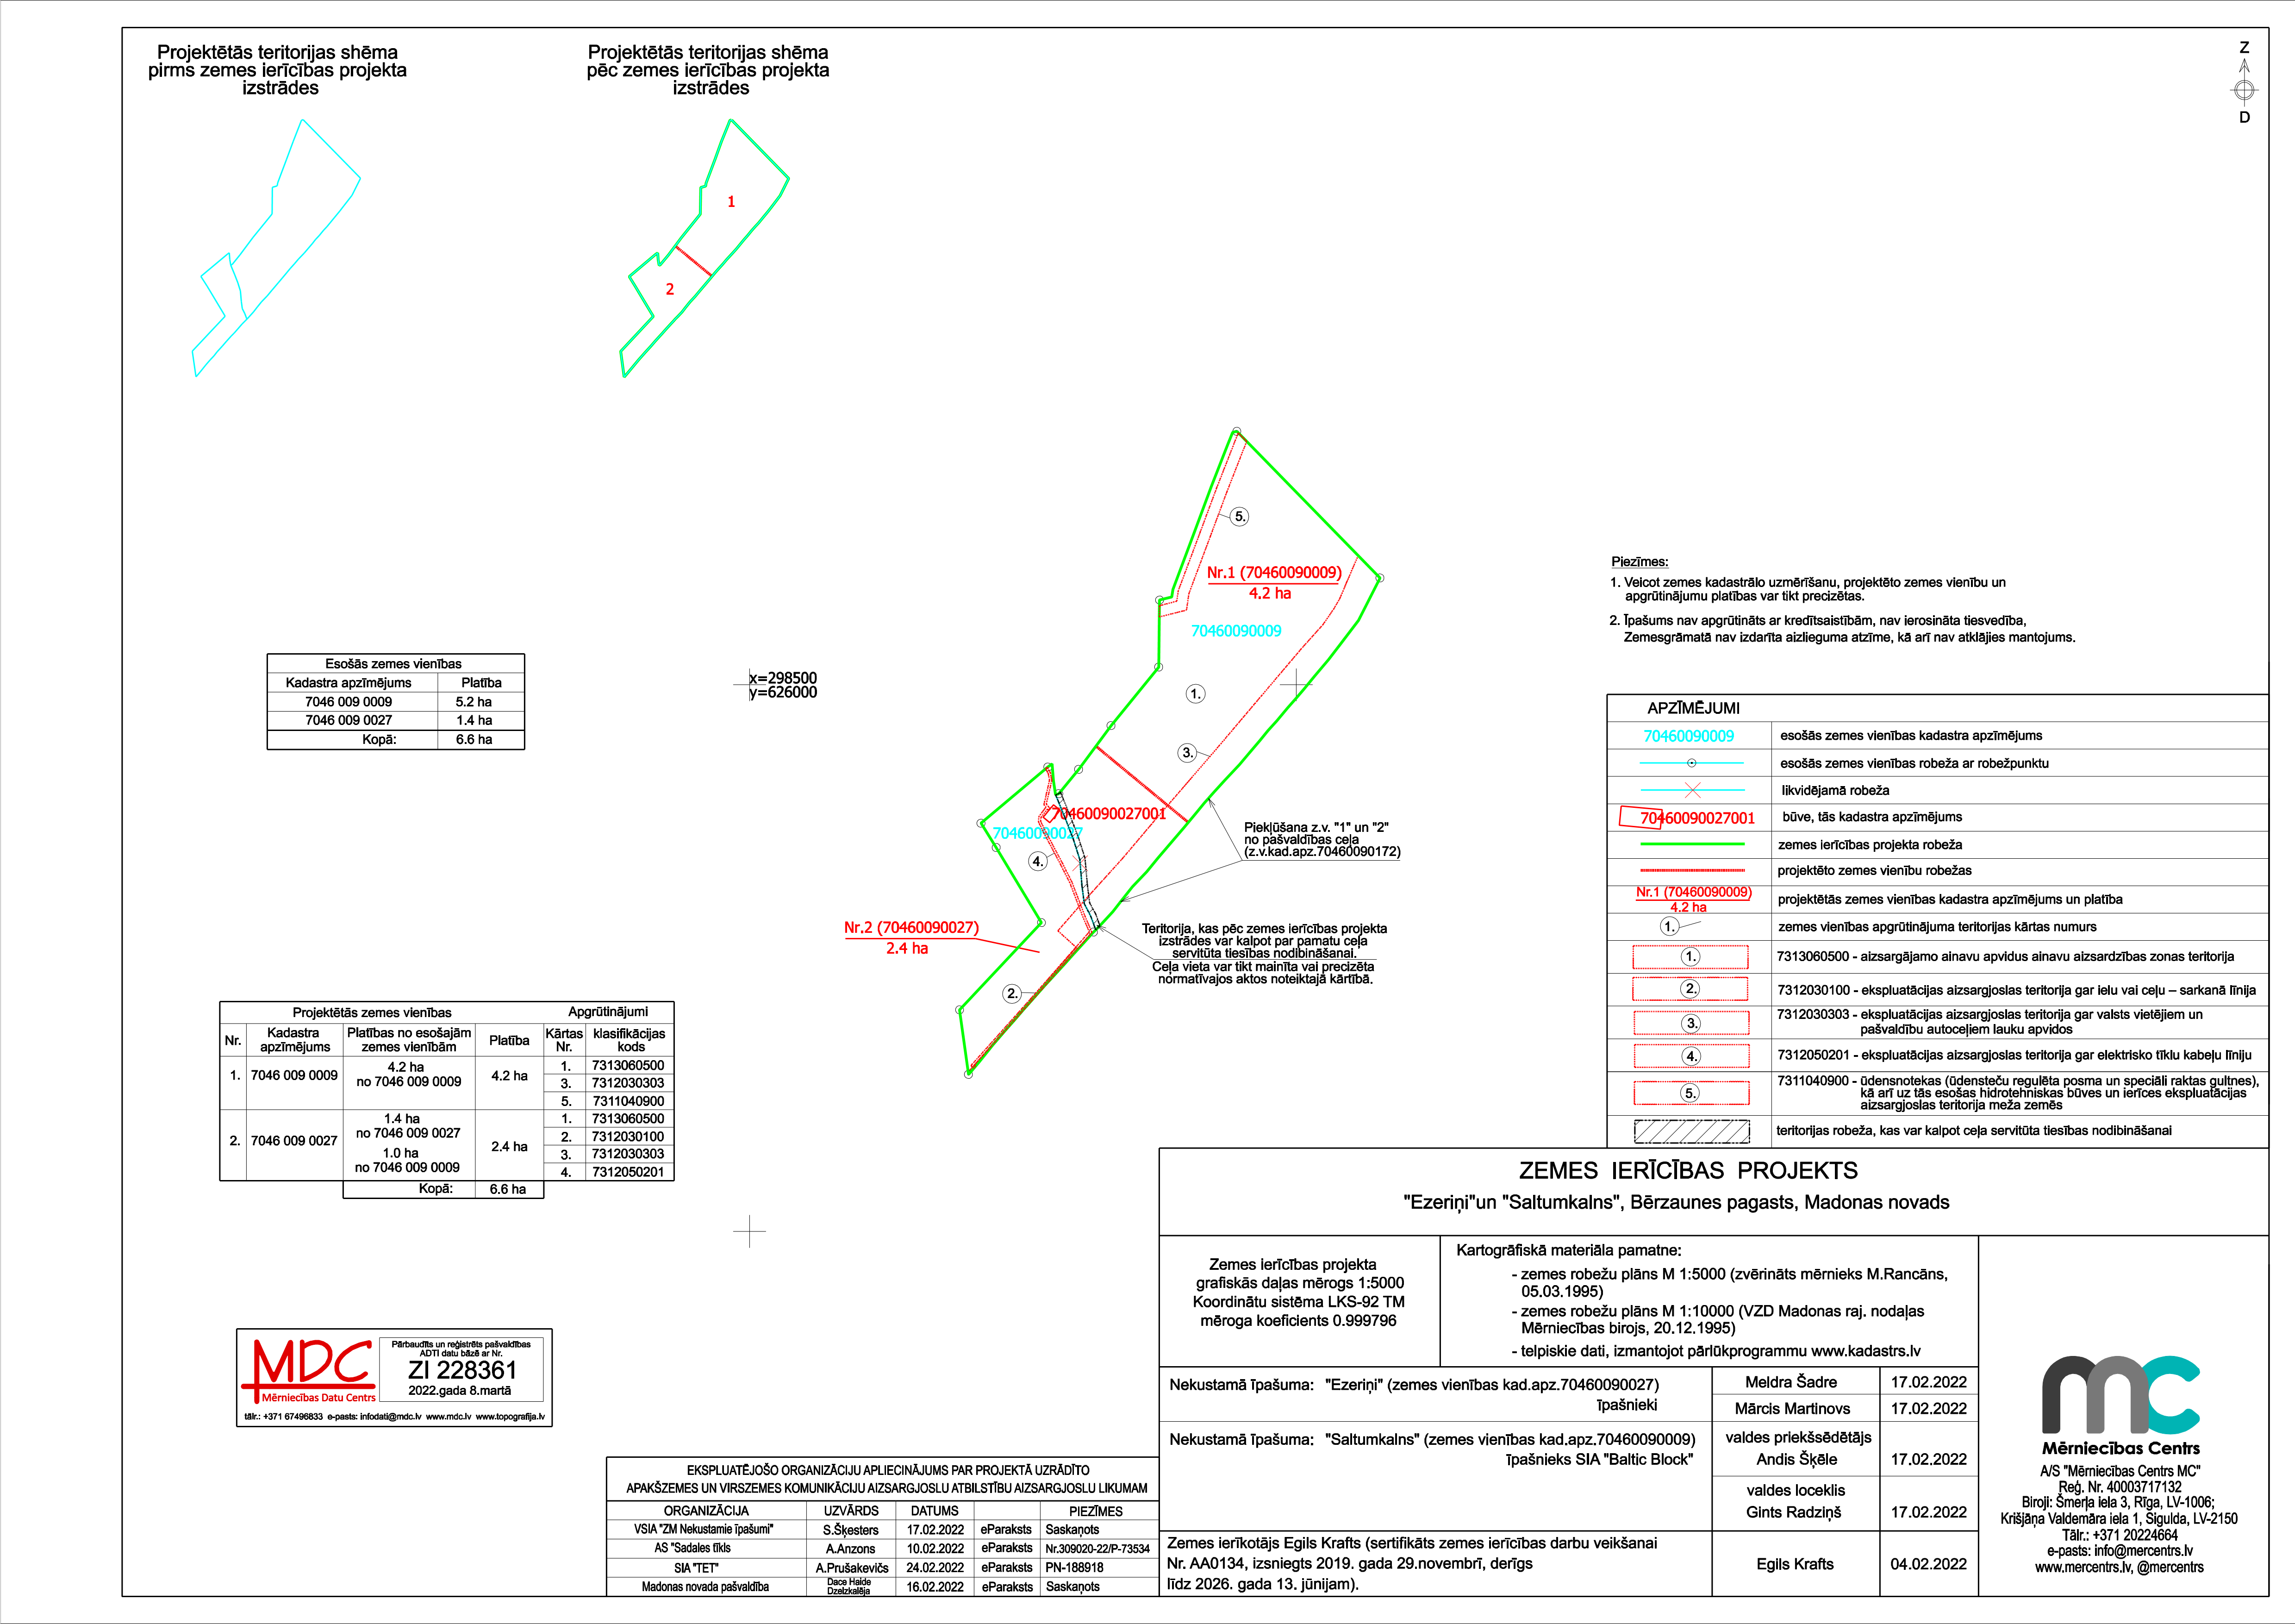 Projektētās teritorijas shēma
pirms zemes ierīcības projekta
izstrādes
Projektētās teritorijas shēma
pēc zemes ierīcības projekta
izstrādes
Z
D
1
2
5.
Nr.1 (70460090009)
4.2 ha
70460090009
1.
3.
x=298500
y=626000
70460090027001
70460090027
4.
Piekļūšana z.v. "1" un "2"
no pašvaldības ceļa
(z.v.kad.apz.70460090172)
Nr.2 (70460090027)
2.4 ha
Teritorija, kas pēc zemes ierīcības projekta
izstrādes var kalpot par pamatu ceļa
servitūta tiesības nodibināšanai.
Ceļa vieta var tikt mainīta vai precizēta
normatīvajos aktos noteiktajā kārtībā.
2.
Piezīmes:
1. Veicot zemes kadastrālo uzmērīšanu, projektēto zemes vienību un
apgrūtinājumu platības var tikt precizētas.
2. Īpašums nav apgrūtināts ar kredītsaistībām, nav ierosināta tiesvedība,
Zemesgrāmatā nav izdarīta aizlieguma atzīme, kā arī nav atklājies mantojums.
Esošās zemes vienības
Kadastra apzīmējums Platība
7046 009 0009 5.2 ha
7046 009 0027 1.4 ha
Kopā: 6.6 ha
APZĪMĒJUMI
70460090009 esošās zemes vienības kadastra apzīmējums
esošās zemes vienības robeža ar robežpunktu
likvidējamā robeža
70460090027001 būve, tās kadastra apzīmējums
zemes ierīcības projekta robeža
projektēto zemes vienību robežas
Nr.1 (70460090009)
4.2 ha
projektētās zemes vienības kadastra apzīmējums un platība
1. zemes vienības apgrūtinājuma teritorijas kārtas numurs
1. 7313060500 - aizsargājamo ainavu apvidus ainavu aizsardzības zonas teritorija
2. 7312030100 - ekspluatācijas aizsargjoslas teritorija gar ielu vai ceļu – sarkanā līnija
3. 7312030303 - ekspluatācijas aizsargjoslas teritorija gar valsts vietējiem un
pašvaldību autoceļiem lauku apvidos
4. 7312050201 - ekspluatācijas aizsargjoslas teritorija gar elektrisko tīklu kabeļu līniju
5. 7311040900 - ūdensnotekas (ūdensteču regulēta posma un speciāli raktas gultnes),
kā arī uz tās esošas hidrotehniskas būves un ierīces ekspluatācijas
aizsargjoslas teritorija meža zemēs
teritorijas robeža, kas var kalpot ceļa servitūta tiesības nodibināšanai
Projektētās zemes vienības Apgrūtinājumi
Nr. Kadastra apzīmējums Platības no esošajām zemes vienībām Platība Kārtas Nr. klasifikācijas kods
1. 7046 009 0009 4.2 ha no 7046 009 0009 4.2 ha
1. 7313060500
3. 7312030303
5. 7311040900
2. 7046 009 0027 1.4 ha no 7046 009 0027
1.0 ha no 7046 009 0009 2.4 ha
1. 7313060500
2. 7312030100
3. 7312030303
4. 7312050201
Kopā: 6.6 ha
MDC
Mērniecības Datu Centrs
Pārbaudīts un reģistrēts pašvaldības
ADTI datu bāzē ar Nr.
ZI 228361
2022.gada 8.martā
tālr.: +371 67496833 e-pasts: infodati@mdc.lv www.mdc.lv www.topografija.lv
EKSPLUATĒJOŠO ORGANIZĀCIJU APLIECINĀJUMS PAR PROJEKTĀ UZRĀDĪTO
APAKŠZEMES UN VIRSZEMES KOMUNIKĀCIJU AIZSARGJOSLU ATBILSTĪBU AIZSARGJOSLU LIKUMAM
ORGANIZĀCIJA UZVĀRDS DATUMS PIEZĪMES
VSIA "ZM Nekustamie īpašumi" S.Šķesters 17.02.2022 eParaksts Saskaņots
AS "Sadales tīkls A.Anzons 10.02.2022 eParaksts Nr.309020-22/P-73534
SIA "TET" A.Prušakevičs 24.02.2022 eParaksts PN-188918
Madonas novada pašvaldība Dace Haide Dzelzkalēja 16.02.2022 eParaksts Saskaņots
ZEMES IERĪCĪBAS PROJEKTS
"Ezeriņi"un "Saltumkalns", Bērzaunes pagasts, Madonas novads
Zemes ierīcības projekta
grafiskās daļas mērogs 1:5000
Koordinātu sistēma LKS-92 TM
mēroga koeficients 0.999796
Kartogrāfiskā materiāla pamatne:
- zemes robežu plāns M 1:5000 (zvērināts mērnieks M.Rancāns,
05.03.1995)
- zemes robežu plāns M 1:10000 (VZD Madonas raj. nodaļas
Mērniecības birojs, 20.12.1995)
- telpiskie dati, izmantojot pārlūkprogrammu www.kadastrs.lv
Nekustamā īpašuma: "Ezeriņi" (zemes vienības kad.apz.70460090027)
īpašnieki
Meldra Šadre 17.02.2022
Mārcis Martinovs 17.02.2022
Nekustamā īpašuma: "Saltumkalns" (zemes vienības kad.apz.70460090009)
īpašnieks SIA "Baltic Block"
valdes priekšsēdētājs
Andis Šķēle 17.02.2022
valdes loceklis
Gints Radziņš 17.02.2022
Zemes ierīkotājs Egils Krafts (sertifikāts zemes ierīcības darbu veikšanai
Nr. AA0134, izsniegts 2019. gada 29.novembrī, derīgs
līdz 2026. gada 13. jūnijam).
Egils Krafts 04.02.2022
mc
Mērniecības Centrs
A/S "Mērniecības Centrs MC"
Reģ. Nr. 40003717132
Biroji: Šmerļa iela 3, Rīga, LV-1006;
Krišjāņa Valdemāra iela 1, Sigulda, LV-2150
Tālr.: +371 20224664
e-pasts: info@mercentrs.lv
www.mercentrs.lv, @mercentrs